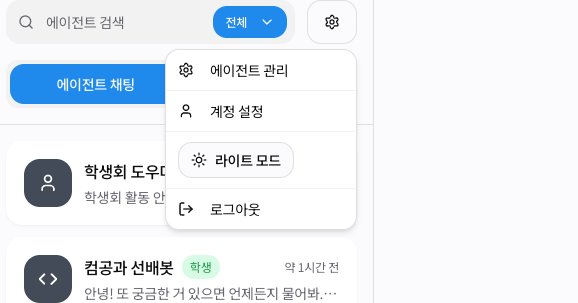 에이전트 검색
전체
에이전트 관리
에이전트 채팅
계정 설정
라이트 모드
학생회 도우
학생회 활동 안
로그아웃
컴공과 선배봇 학생 약 1시간 전
안녕! 또 궁금한 거 있으면 언제든지 물어봐.…